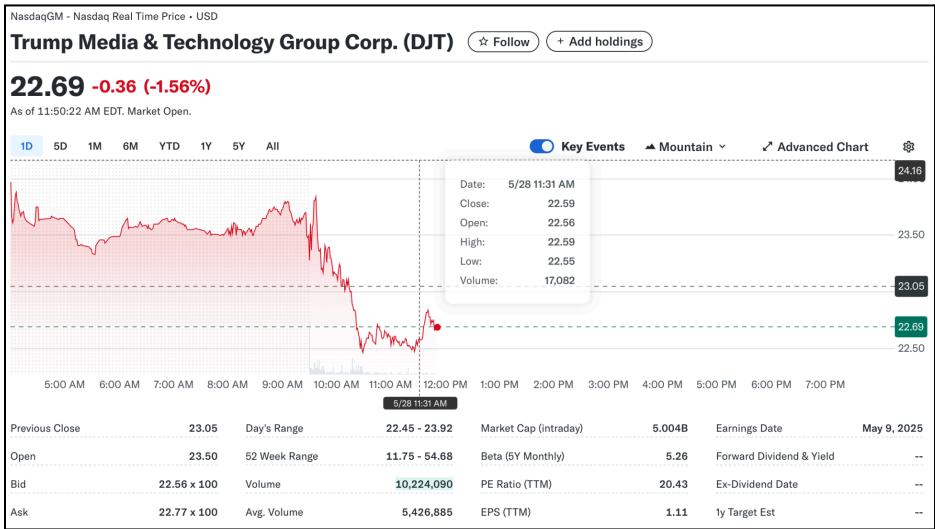 NasdaqGM - Nasdaq Real Time Price • USD
Trump Media & Technology Group Corp. (DJT) ☆ Follow + Add holdings
22.69 -0.36 (-1.56%)
As of 11:50:22 AM EDT. Market Open.
1D 5D 1M 6M YTD 1Y 5Y All Key Events Mountain Advanced Chart
24.16
Date: 5/28 11:31 AM
Close: 22.59
Open: 22.56
High: 22.59
Low: 22.55
Volume: 17,082
23.50
23.05
22.69
22.50
5:00 AM 6:00 AM 7:00 AM 8:00 AM 9:00 AM 10:00 AM 11:00 AM 12:00 PM 1:00 PM 2:00 PM 3:00 PM 4:00 PM 5:00 PM 6:00 PM 7:00 PM
5/28 11:31 AM
Previous Close 23.05 Day's Range 22.45 - 23.92 Market Cap (intraday) 5.004B Earnings Date May 9, 2025
Open 23.50 52 Week Range 11.75 - 54.68 Beta (5Y Monthly) 5.26 Forward Dividend & Yield --
Bid 22.56 x 100 Volume 10,224,090 PE Ratio (TTM) 20.43 Ex-Dividend Date --
Ask 22.77 x 100 Avg. Volume 5,426,885 EPS (TTM) 1.11 1y Target Est --